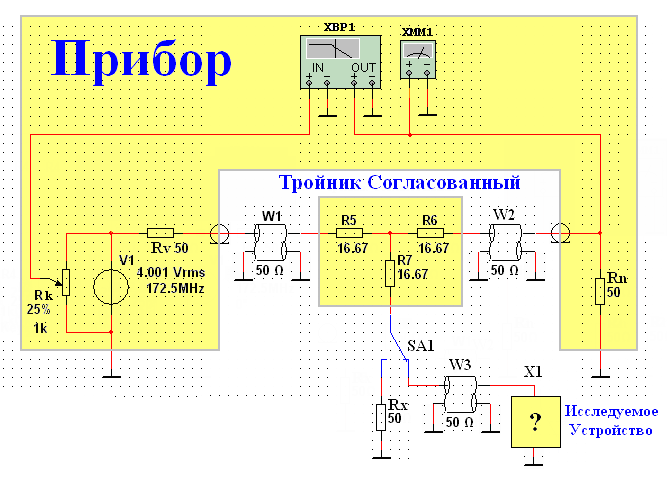 XBP1
XMM1
Прибор
IN OUT
+ - + -
+ -
Тройник Согласованный
W1
R5
R6
W2
Rv 50
16.67
16.67
V1
R7
4.001 Vrms
16.67
50 Ω
50 Ω
172.5MHz
Rk
25%
1k
Rn
50
SA1
W3
X1
Rx
50
50 Ω
?
Исследуемое
Устройство